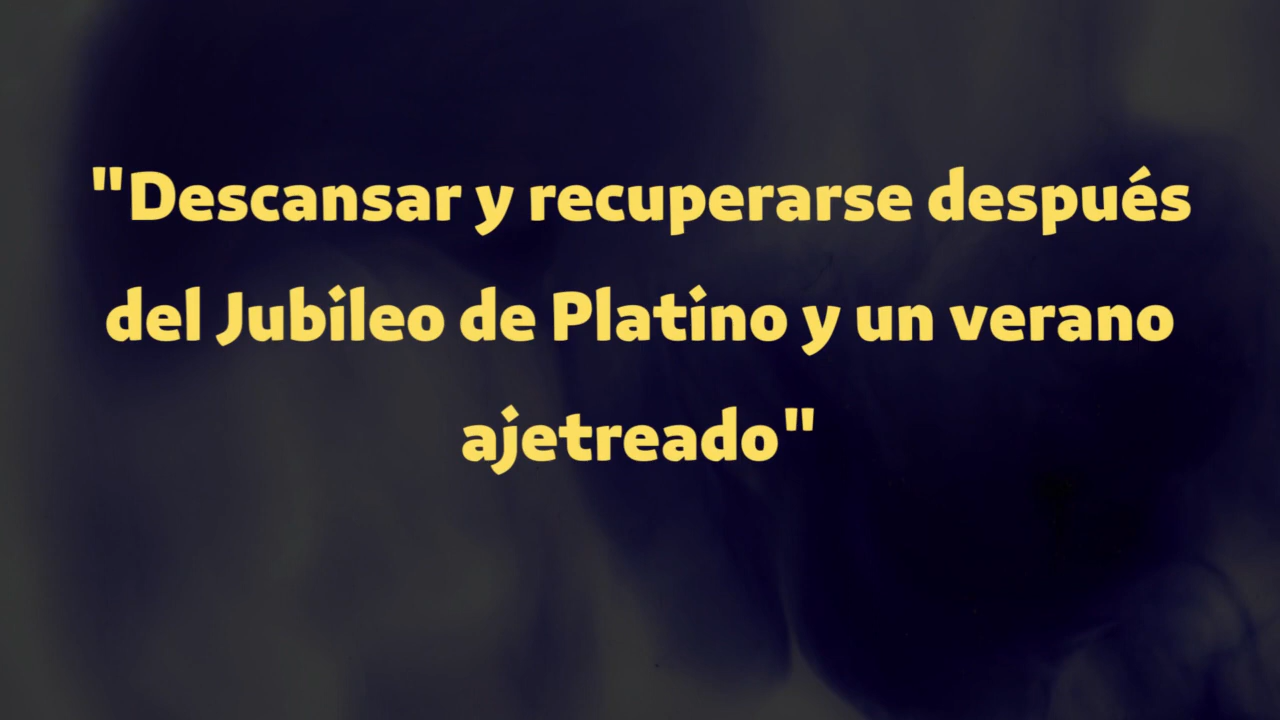 "Descansar y recuperarse después
del Jubileo de Platino y un verano
ajetreado"